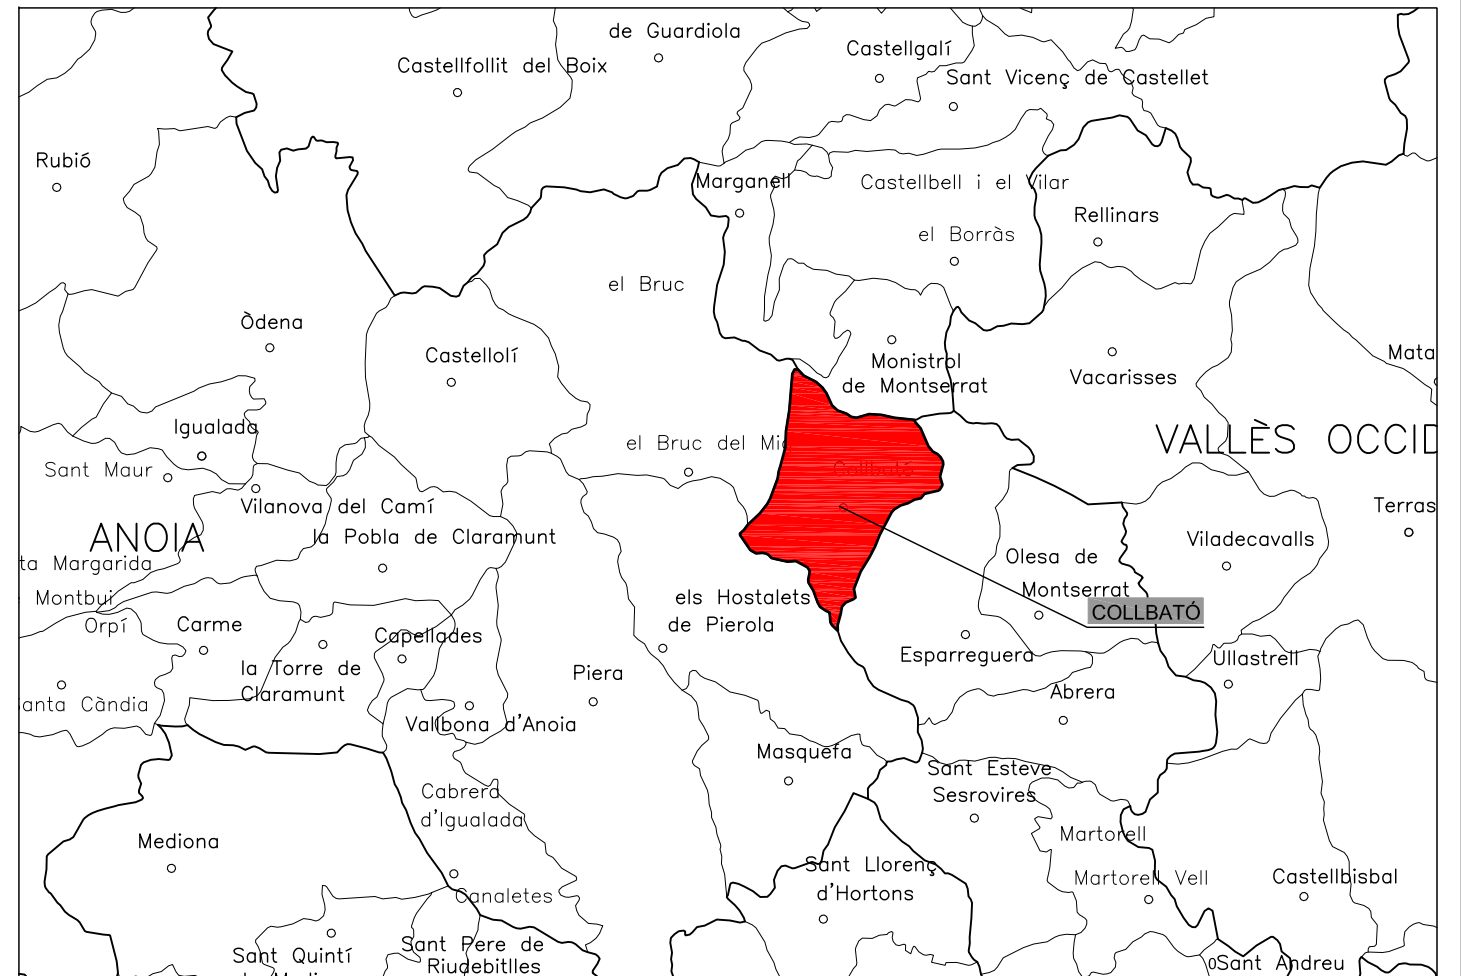 de Guardiola
Castellgalí
Castellfollit del Boix
Sant Vicenç de Castellet
Rubió
Marganell
Castellbell i el Vilar
Rellinars
el Borràs
el Bruc
Òdena
Castellolí
Monistrol
de Montserrat
Mata
Vacarisses
Igualada
VALLÈS OCCID
el Bruc del Mig
Sant Maur
Collbató
Vilanova del Camí
Terras
ANOIA
la Pobla de Claramunt
Viladecavalls
ta Margarida
Montbui
Olesa de
Montserrat
COLLBATÓ
els Hostalets
de Pierola
Orpí
Carme
Capellades
Esparreguera
Ullastrell
la Torre de
Claramunt
Piera
Abrera
anta Càndia
Vallbona d'Anoia
Masquefa
Sant Esteve
Sesrovires
Cabrera
d'Igualada
Mediona
Martorell
Sant Llorenç
d'Hortons
Martorell Vell
Castellbisbal
Canaletes
Sant Quintí
Sant Pere de
Riudebitlles
Sant Andreu